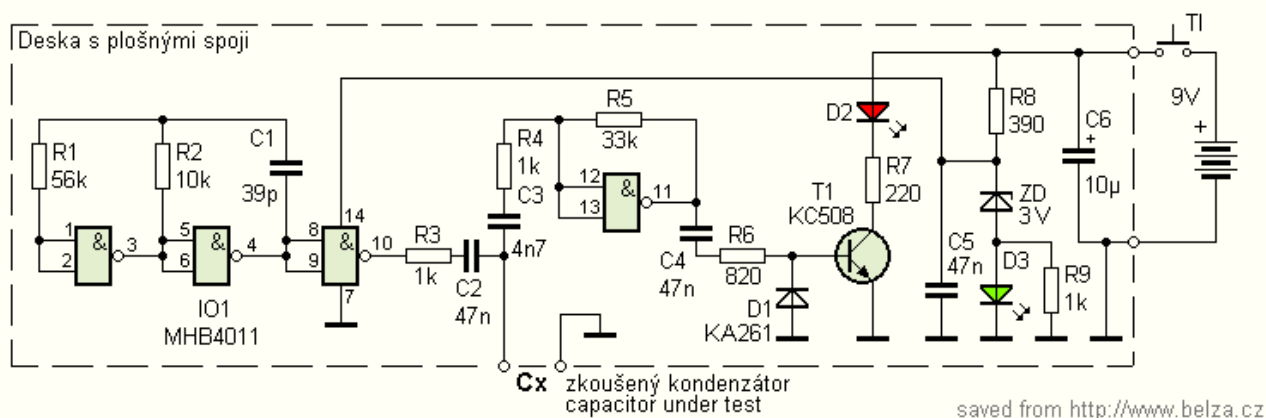 Deska s plošnými spoji
TI
R1
56k
R2
10k
C1
39p
14
R4
1k
C3
4n7
R5
33k
D2
R8
390
C6
+
10µ
9V
+
1
2
&
3
5
6
&
4
8
9
&
10
7
R3
1k
C2
47n
12
13
&
11
C4
47n
R6
820
T1
KC508
R7
220
D1
KA261
C5
47n
ZD
3V
D3
R9
1k
IO1
MHB4011
Cx zkoušený kondenzátor
capacitor under test
saved from http://www.belza.cz